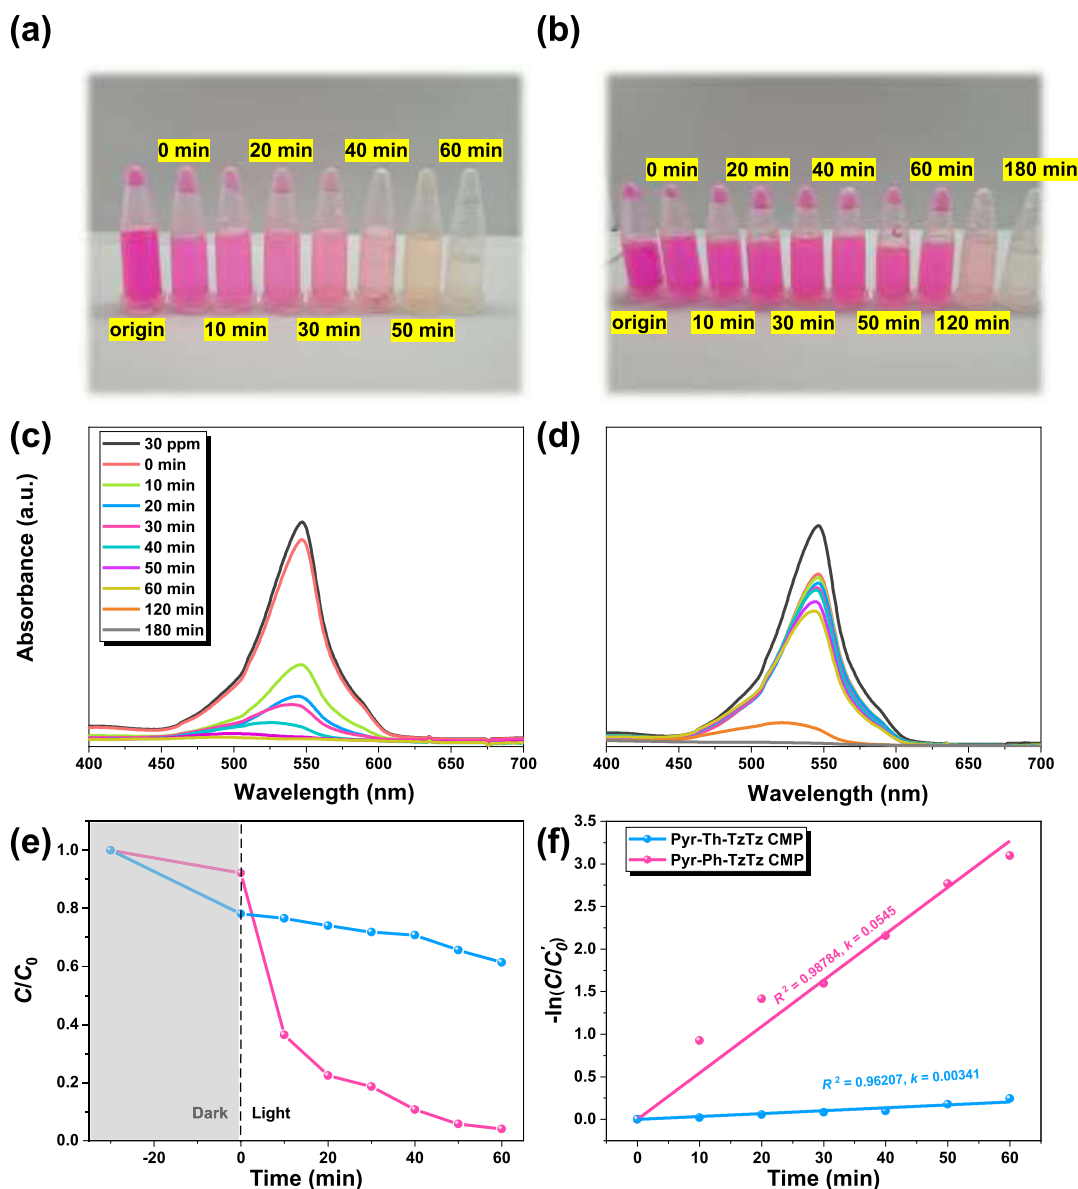 (a)
(b)
0 min
20 min
40 min
60 min
origin
10 min
30 min
50 min
0 min
20 min
40 min
60 min
180 min
origin
10 min
30 min
50 min
120 min
(c)
30 ppm
0 min
10 min
20 min
30 min
40 min
50 min
60 min
120 min
180 min
Absorbance (a.u.)
400 450 500 550 600 650 700
Wavelength (nm)
(d)
400 450 500 550 600 650 700
Wavelength (nm)
(e)
1.0
0.8
0.6
0.4
0.2
0.0
C/C0
Dark
Light
-20 0 20 40 60
Time (min)
(f)
Pyr-Th-TzTz CMP
Pyr-Ph-TzTz CMP
3.5
3.0
2.5
2.0
1.5
1.0
0.5
0.0
-ln(C/C0′)
R² = 0.98784, k = 0.0545
R² = 0.96207, k = 0.00341
0 10 20 30 40 50 60
Time (min)